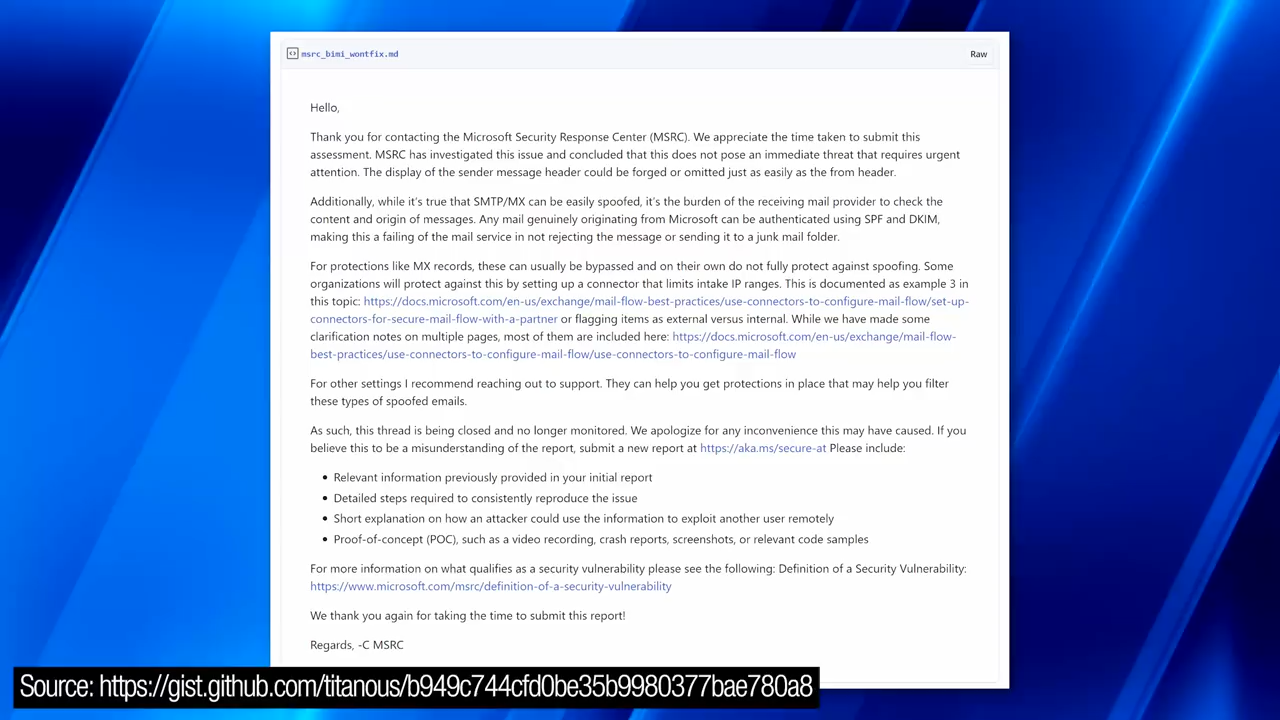 msrc_bimi_wontfix.md
Raw
Hello,
Thank you for contacting the Microsoft Security Response Center (MSRC). We appreciate the time taken to submit this
assessment. MSRC has investigated this issue and concluded that this does not pose an immediate threat that requires urgent
attention. The display of the sender message header could be forged or omitted just as easily as the from header.
Additionally, while it's true that SMTP/MX can be easily spoofed, it's the burden of the receiving mail provider to check the
content and origin of messages. Any mail genuinely originating from Microsoft can be authenticated using SPF and DKIM,
making this a failing of the mail service in not rejecting the message or sending it to a junk mail folder.
For protections like MX records, these can usually be bypassed and on their own do not fully protect against spoofing. Some
organizations will protect against this by setting up a connector that limits intake IP ranges. This is documented as example 3 in
this topic: https://docs.microsoft.com/en-us/exchange/mail-flow-best-practices/use-connectors-to-configure-mail-flow/set-up-
connectors-for-secure-mail-flow-with-a-partner or flagging items as external versus internal. While we have made some
clarification notes on multiple pages, most of them are included here: https://docs.microsoft.com/en-us/exchange/mail-flow-
best-practices/use-connectors-to-configure-mail-flow/use-connectors-to-configure-mail-flow
For other settings I recommend reaching out to support. They can help you get protections in place that may help you filter
these types of spoofed emails.
As such, this thread is being closed and no longer monitored. We apologize for any inconvenience this may have caused. If you
believe this to be a misunderstanding of the report, submit a new report at https://aka.ms/secure-at Please include:
• Relevant information previously provided in your initial report
• Detailed steps required to consistently reproduce the issue
• Short explanation on how an attacker could use the information to exploit another user remotely
• Proof-of-concept (POC), such as a video recording, crash reports, screenshots, or relevant code samples
For more information on what qualifies as a security vulnerability please see the following: Definition of a Security Vulnerability:
https://www.microsoft.com/msrc/definition-of-a-security-vulnerability
We thank you again for taking the time to submit this report!
Regards, -C MSRC
Source: https://gist.github.com/titanous/b949c744cfd0be35b9980377bae780a8